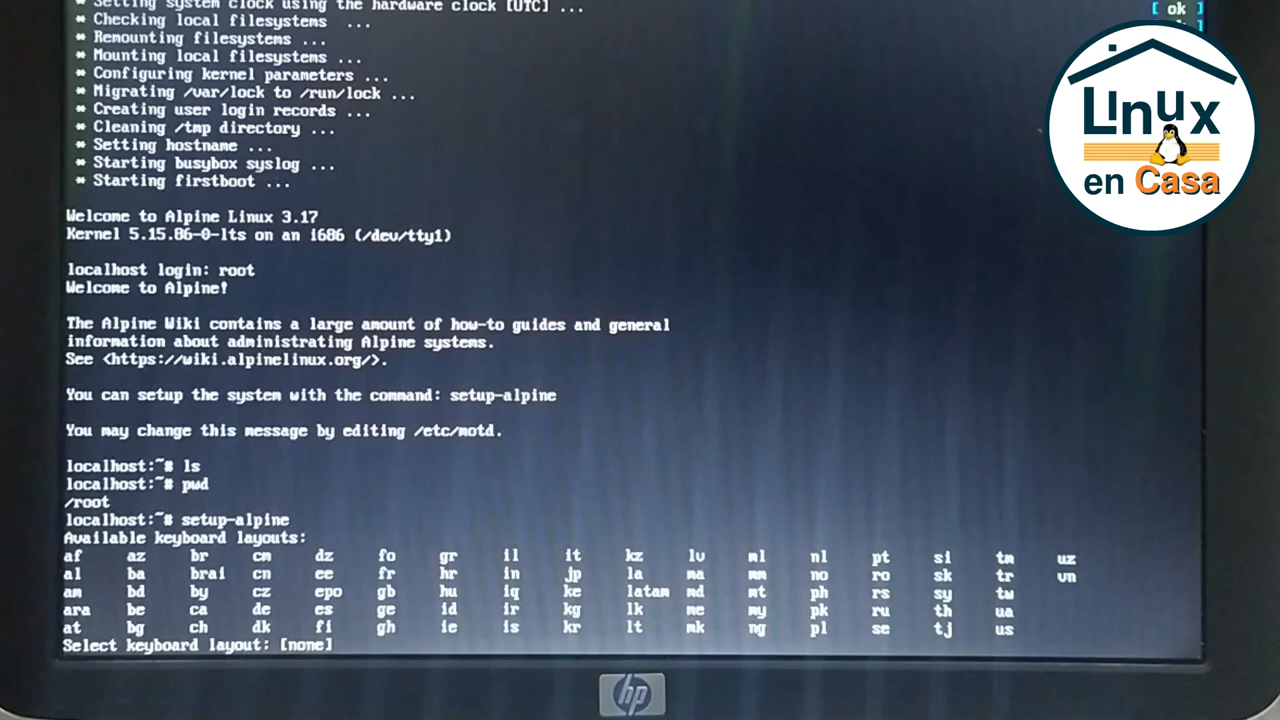 * Setting system clock using the hardware clock [UTC] ... [ ok ]
* Checking local filesystems ...
* Remounting filesystems ...
* Mounting local filesystems ...
* Configuring kernel parameters ...
* Migrating /var/lock to /run/lock ...
* Creating user login records ...
* Cleaning /tmp directory ...
* Setting hostname ...
* Starting busybox syslog ...
* Starting firstboot ...
Linux
en Casa
Welcome to Alpine Linux 3.17
Kernel 5.15.86-0-lts on an i686 (/dev/tty1)
localhost login: root
Welcome to Alpine!
The Alpine Wiki contains a large amount of how-to guides and general
information about administrating Alpine systems.
See <https://wiki.alpinelinux.org/>.
You can setup the system with the command: setup-alpine
You may change this message by editing /etc/motd.
localhost:~# ls
localhost:~# pwd
/root
localhost:~# setup-alpine
Available keyboard layouts:
af az br cm dz fo gr il it kz lv ml nl pt si tm uz
al ba brai cn ee fr hr in jp la ma mm no ro sk tr vn
am bd by cz epo gb hu iq ke latam md mt ph rs sy tw
ara be ca de es ge id ir kg lk me my pk ru th ua
at bg ch dk fi gh ie is kr lt mk ng pl se tj us
Select keyboard layout: [none]
hp